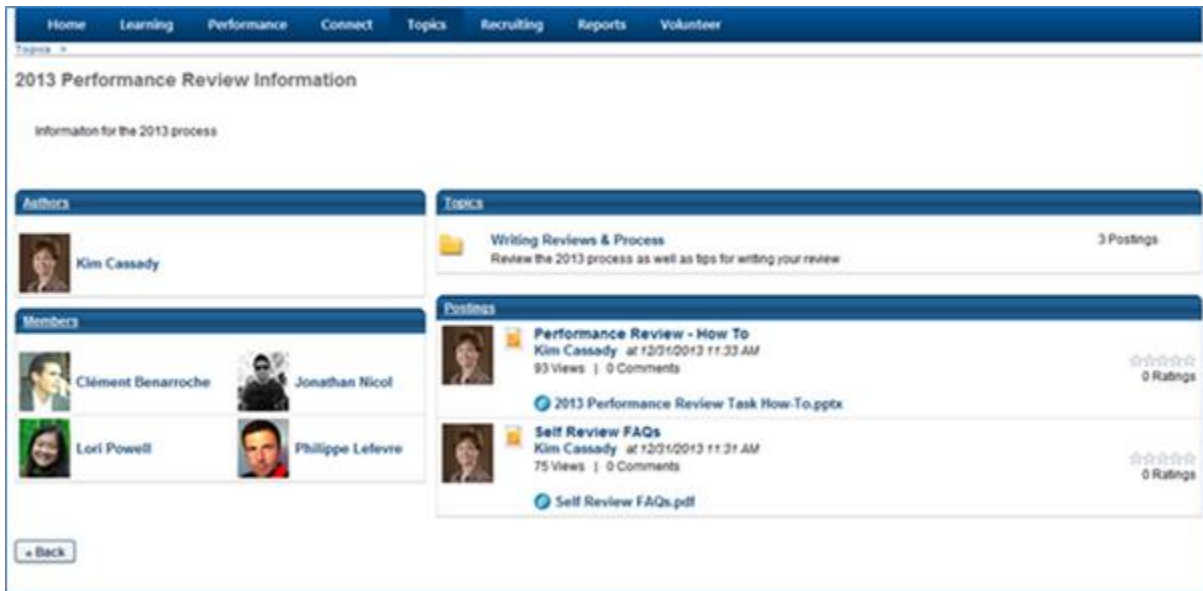 Home Learning Performance Connect Topics Recruiting Reports Volunteer
Topics >
2013 Performance Review Information
Informaiton for the 2013 process
Authors
Kim Cassady
Members
Clément Benarroche Jonathan Nicol
Lori Powell Philippe Lefevre
Topics
Writing Reviews & Process 3 Postings
Review the 2013 process as well as tips for writing your review
Postings
Performance Review - How To
Kim Cassady at 12/31/2013 11:33 AM
93 Views | 0 Comments
0 Ratings
2013 Performance Review Task How-To.pptx
Self Review FAQs
Kim Cassady at 12/31/2013 11:31 AM
75 Views | 0 Comments
0 Ratings
Self Review FAQs.pdf
« Back